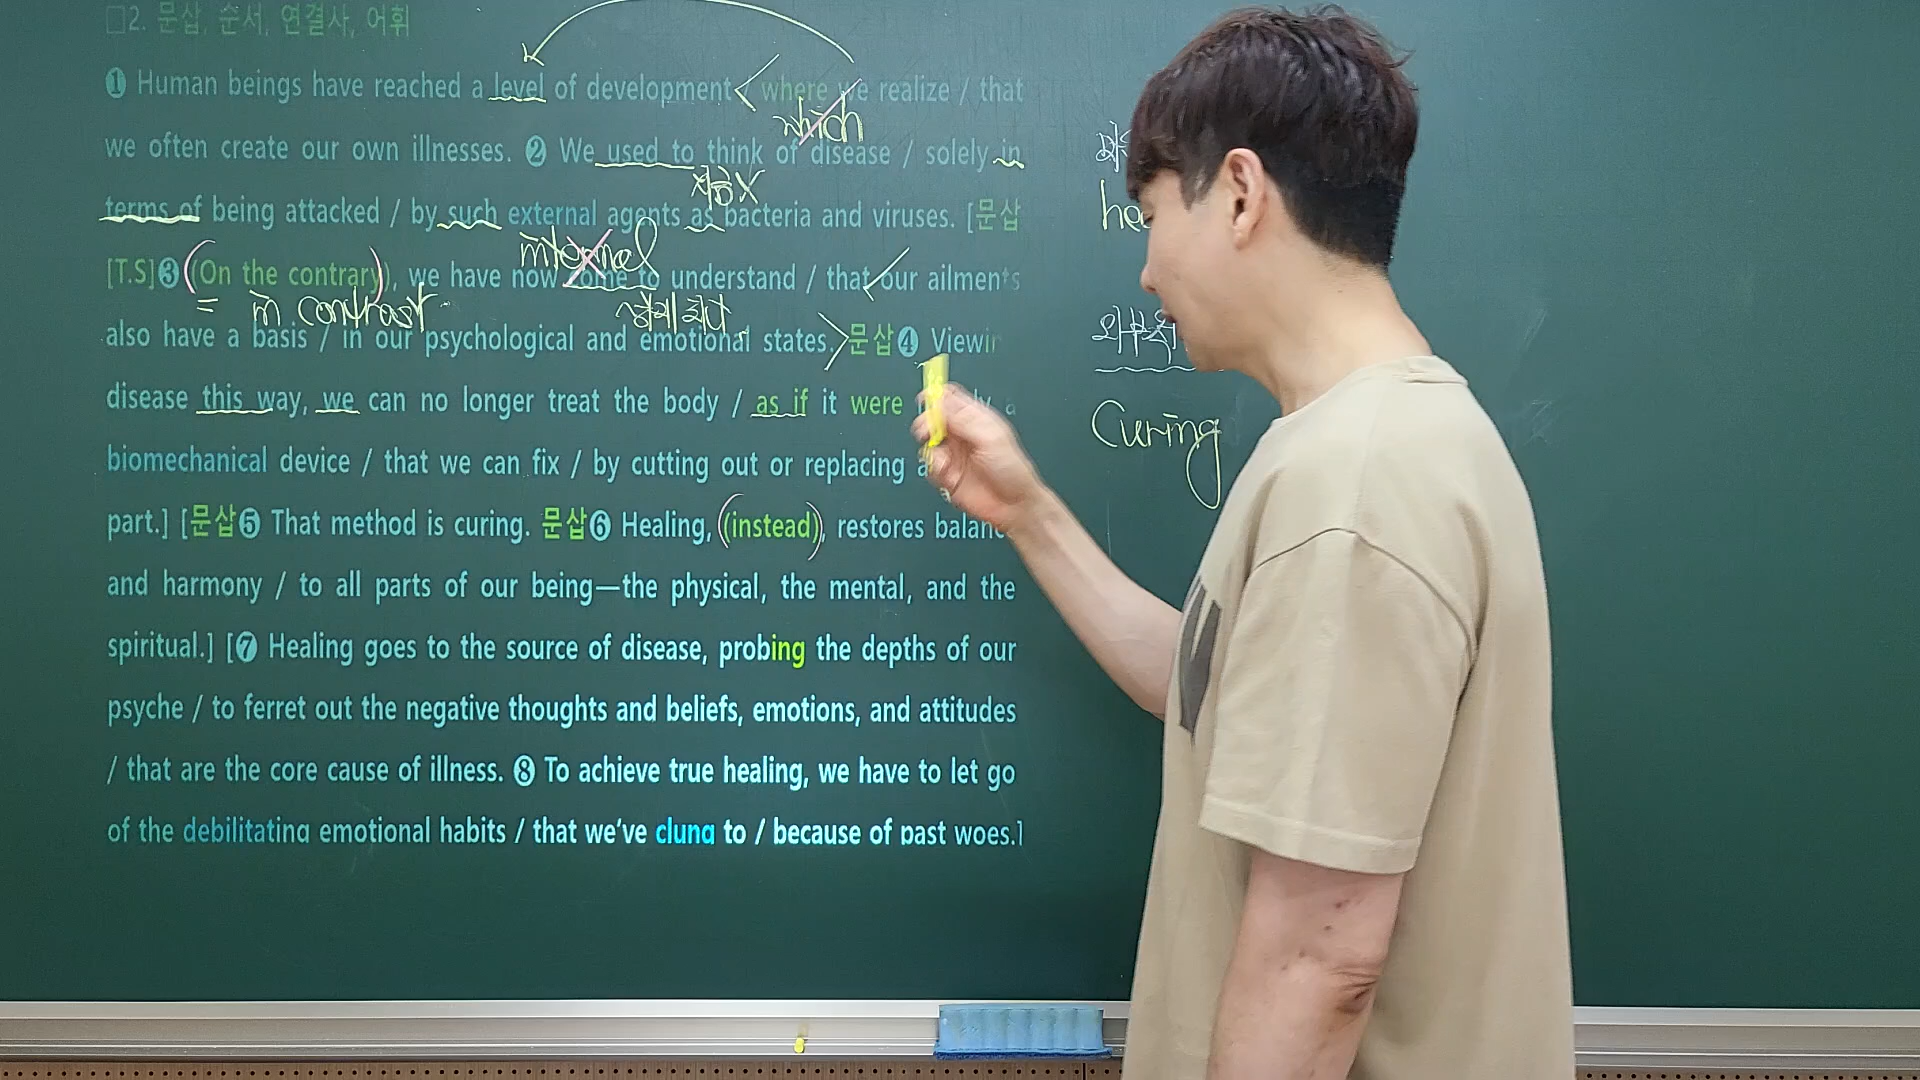 □2. 문삽, 순서, 연결사, 어휘
❶ Human beings have reached a level of development where we realize / that
which
we often create our own illnesses. ❷ We used to think of disease / solely in
terms of being attacked / by such external agents as bacteria and viruses. [문삽
internal
[T.S]❸(On the contrary), we have now come to understand / that our ailments
= in contrast
also have a basis / in our psychological and emotional states. 문삽❹
disease this way, we can no longer treat the body / as if it were
biomechanical device / that we can fix / by cutting out or replacing
part.] [문삽❺ That method is curing. 문삽❻ Healing, (instead), restores
and harmony / to all parts of our being—the physical, the mental, and the
spiritual.] [❼ Healing goes to the source of disease, probing the depths of our
psyche / to ferret out the negative thoughts and beliefs, emotions, and attitudes
/ that are the core cause of illness. ❽ To achieve true healing, we have to let go
of the debilitating emotional habits / that we've clung to / because of past woes.]
Curing